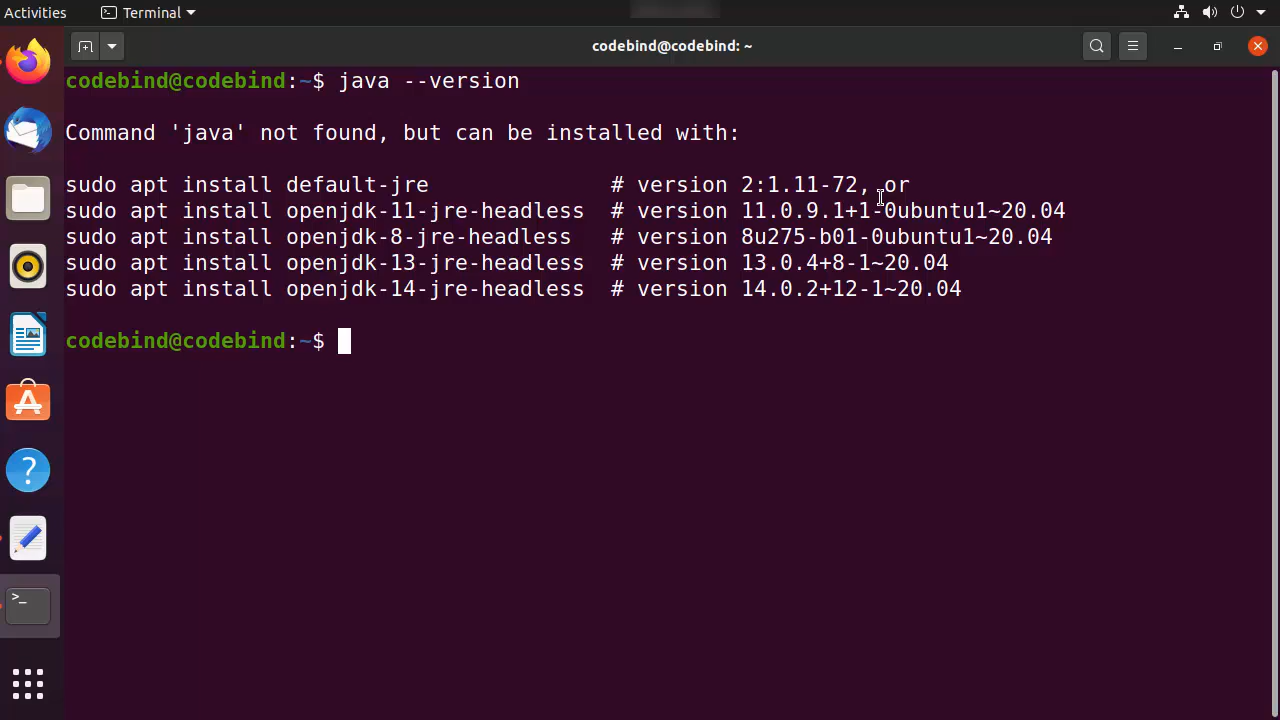 Activities Terminal
codebind@codebind: ~
codebind@codebind:~$ java --version
Command 'java' not found, but can be installed with:
sudo apt install default-jre              # version 2:1.11-72, or
sudo apt install openjdk-11-jre-headless  # version 11.0.9.1+1-0ubuntu1~20.04
sudo apt install openjdk-8-jre-headless   # version 8u275-b01-0ubuntu1~20.04
sudo apt install openjdk-13-jre-headless  # version 13.0.4+8-1~20.04
sudo apt install openjdk-14-jre-headless  # version 14.0.2+12-1~20.04
codebind@codebind:~$